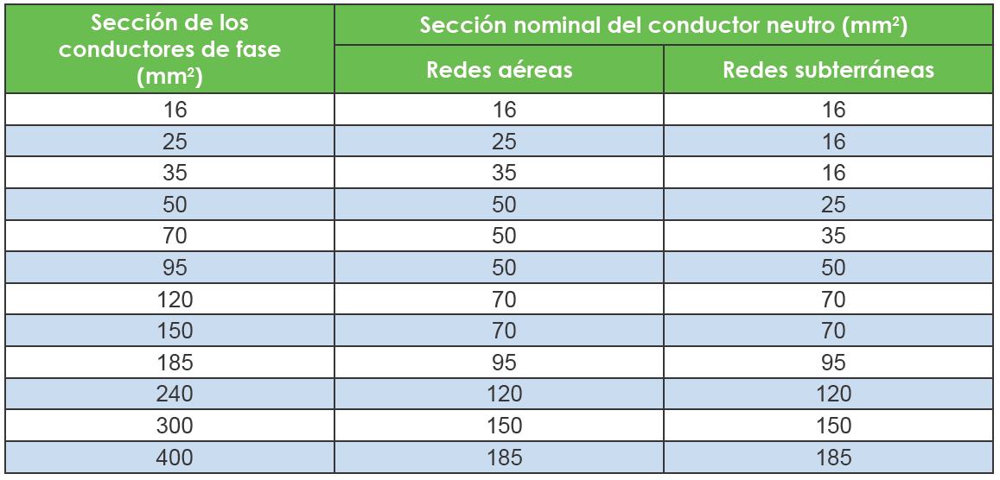 Sección de los
conductores de fase
(mm²)
Sección nominal del conductor neutro (mm²)
Redes aéreas
Redes subterráneas
16 16 16
25 25 16
35 35 16
50 50 25
70 50 35
95 50 50
120 70 70
150 70 70
185 95 95
240 120 120
300 150 150
400 185 185